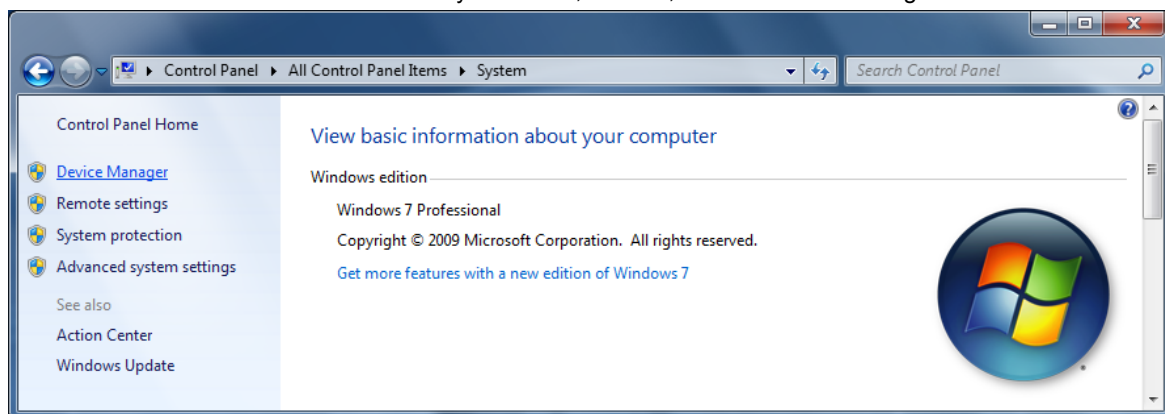 Control Panel ▸ All Control Panel Items ▸ System
Search Control Panel
Control Panel Home
Device Manager
Remote settings
System protection
Advanced system settings
See also
Action Center
Windows Update
View basic information about your computer
Windows edition
Windows 7 Professional
Copyright © 2009 Microsoft Corporation. All rights reserved.
Get more features with a new edition of Windows 7